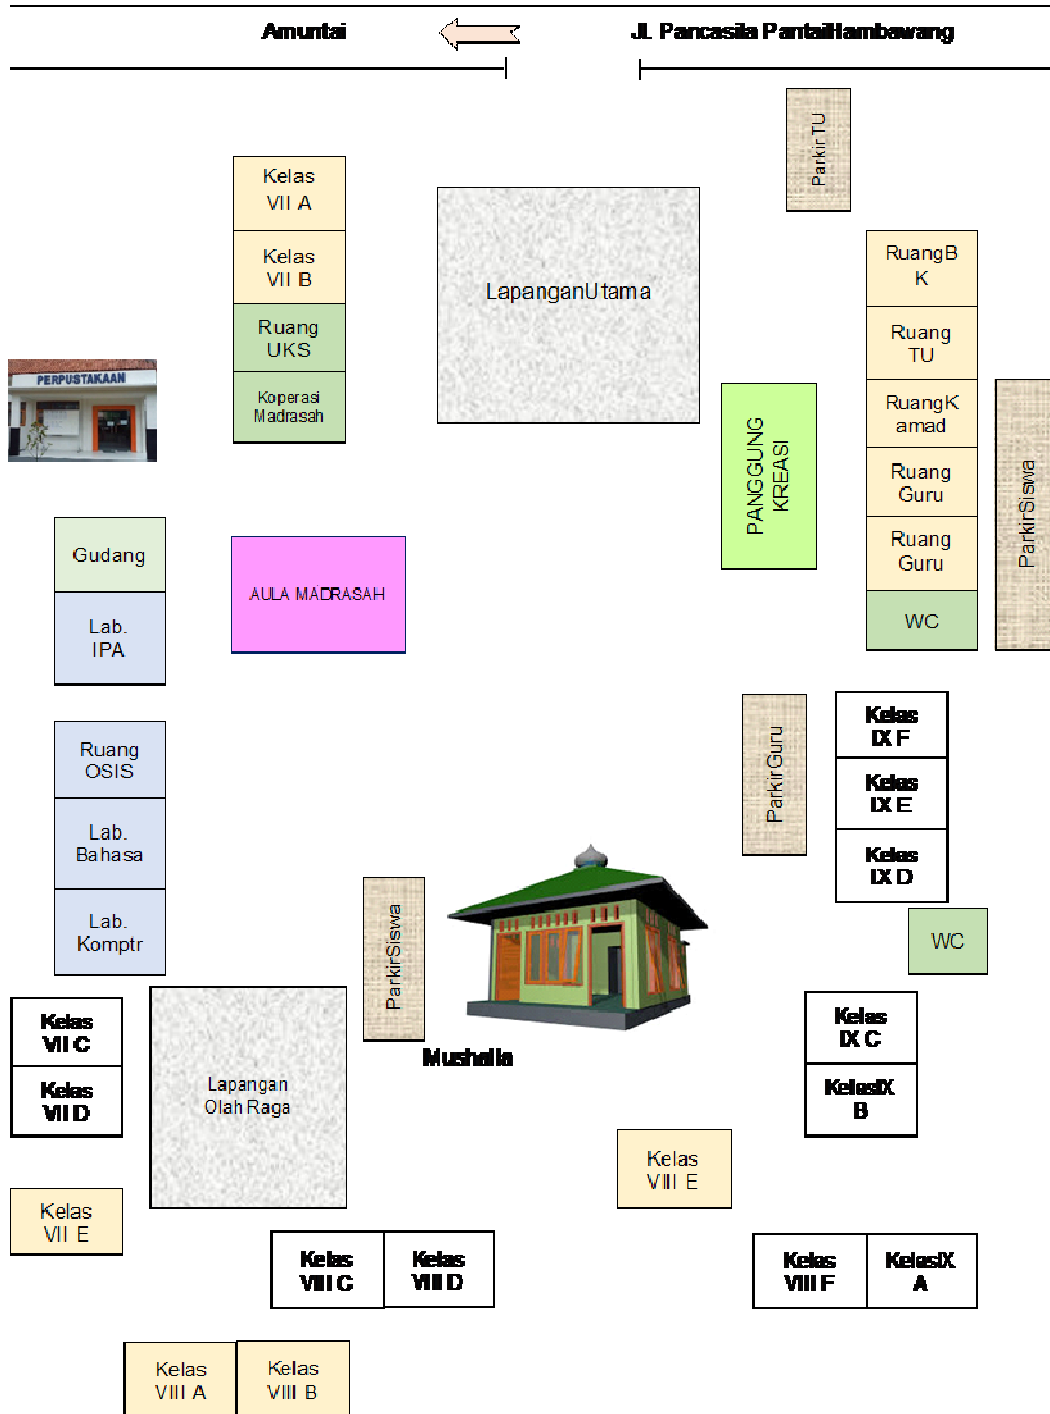 Amuntai
Jl. Pancasila PantaiHambawang
ParkirTU
Kelas
VII A
Kelas
VII B
Ruang
UKS
Koperasi
Madrasah
LapanganUtama
RuangB
K
Ruang
TU
RuangK
amad
Ruang
Guru
Ruang
Guru
WC
PERPUSTAKAAN
PANGGUNG
KREASI
ParkirSiswa
Gudang
Lab.
IPA
AULA MADRASAH
Ruang
OSIS
Lab.
Bahasa
Lab.
Komptr
ParkirGuru
Kelas
IX F
Kelas
IX E
Kelas
IX D
WC
ParkirSiswa
Musholla
Kelas
VII C
Kelas
VII D
Lapangan
Olah Raga
Kelas
IX C
KelasIX
B
Kelas
VIII E
Kelas
VII E
Kelas
VIII C
Kelas
VIII D
Kelas
VIII F
KelasIX
A
Kelas
VIII A
Kelas
VIII B